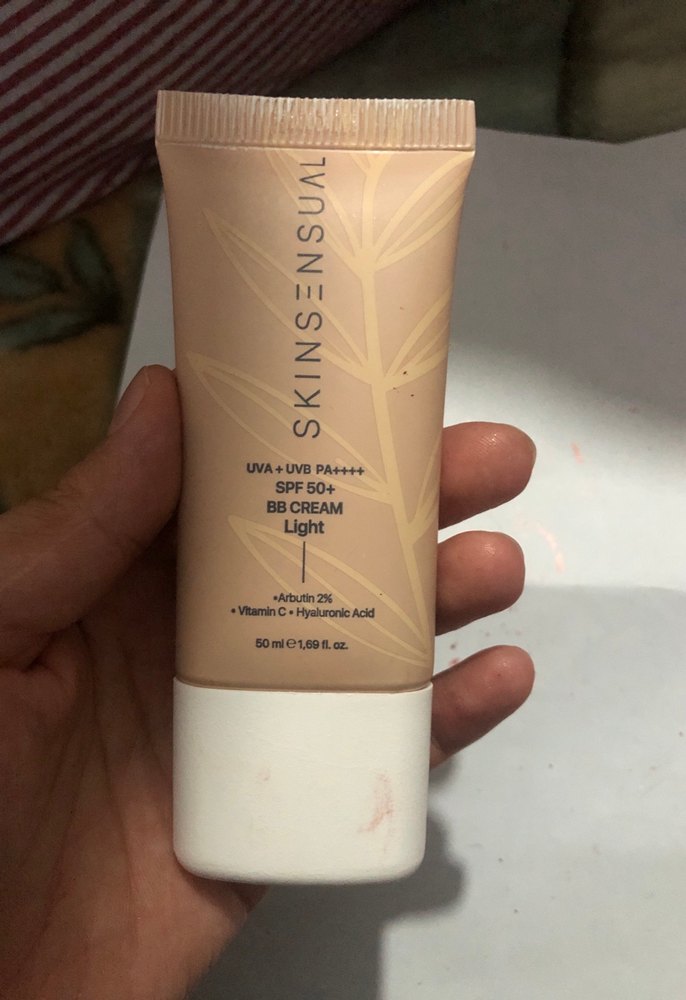 SKINSENSUAL
UVA + UVB PA++++
SPF 50+
BB CREAM
Light
•Arbutin 2%
• Vitamin C • Hyaluronic Acid
50 ml ℮ 1,69 fl. oz.